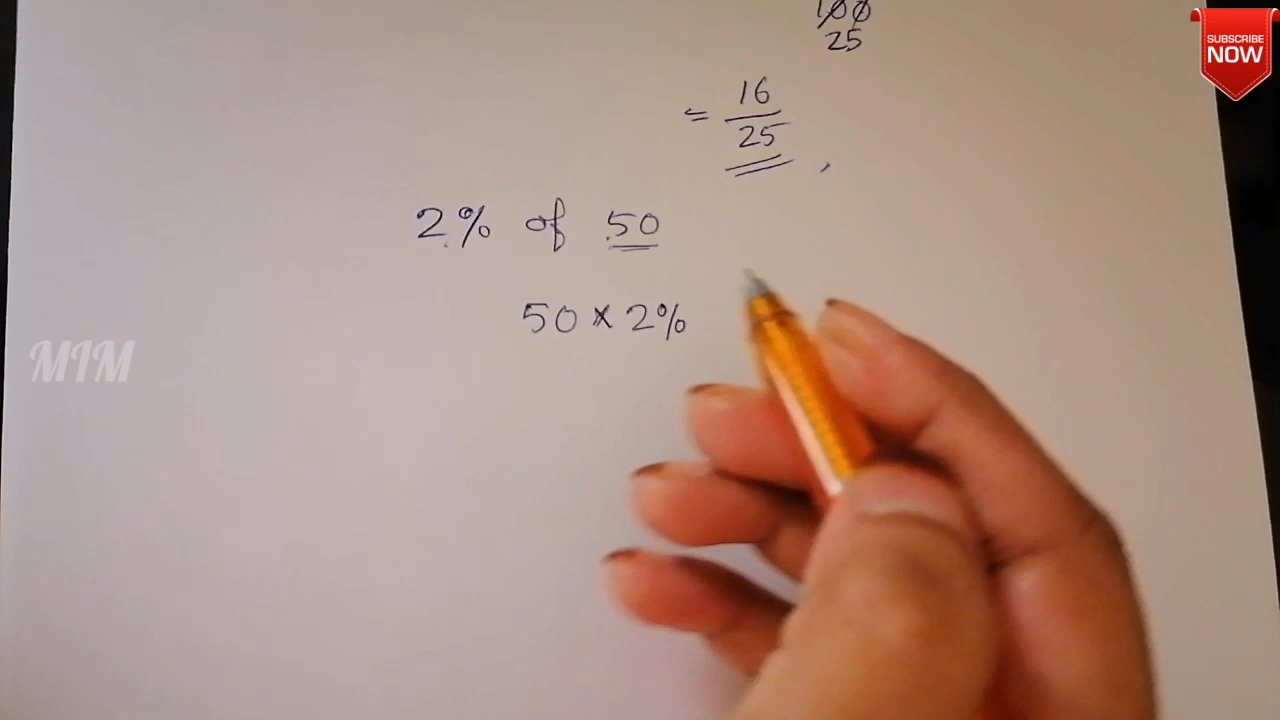 100
25
= 16
25 ,
2% of 50
50 × 2%
MIM
SUBSCRIBE
NOW